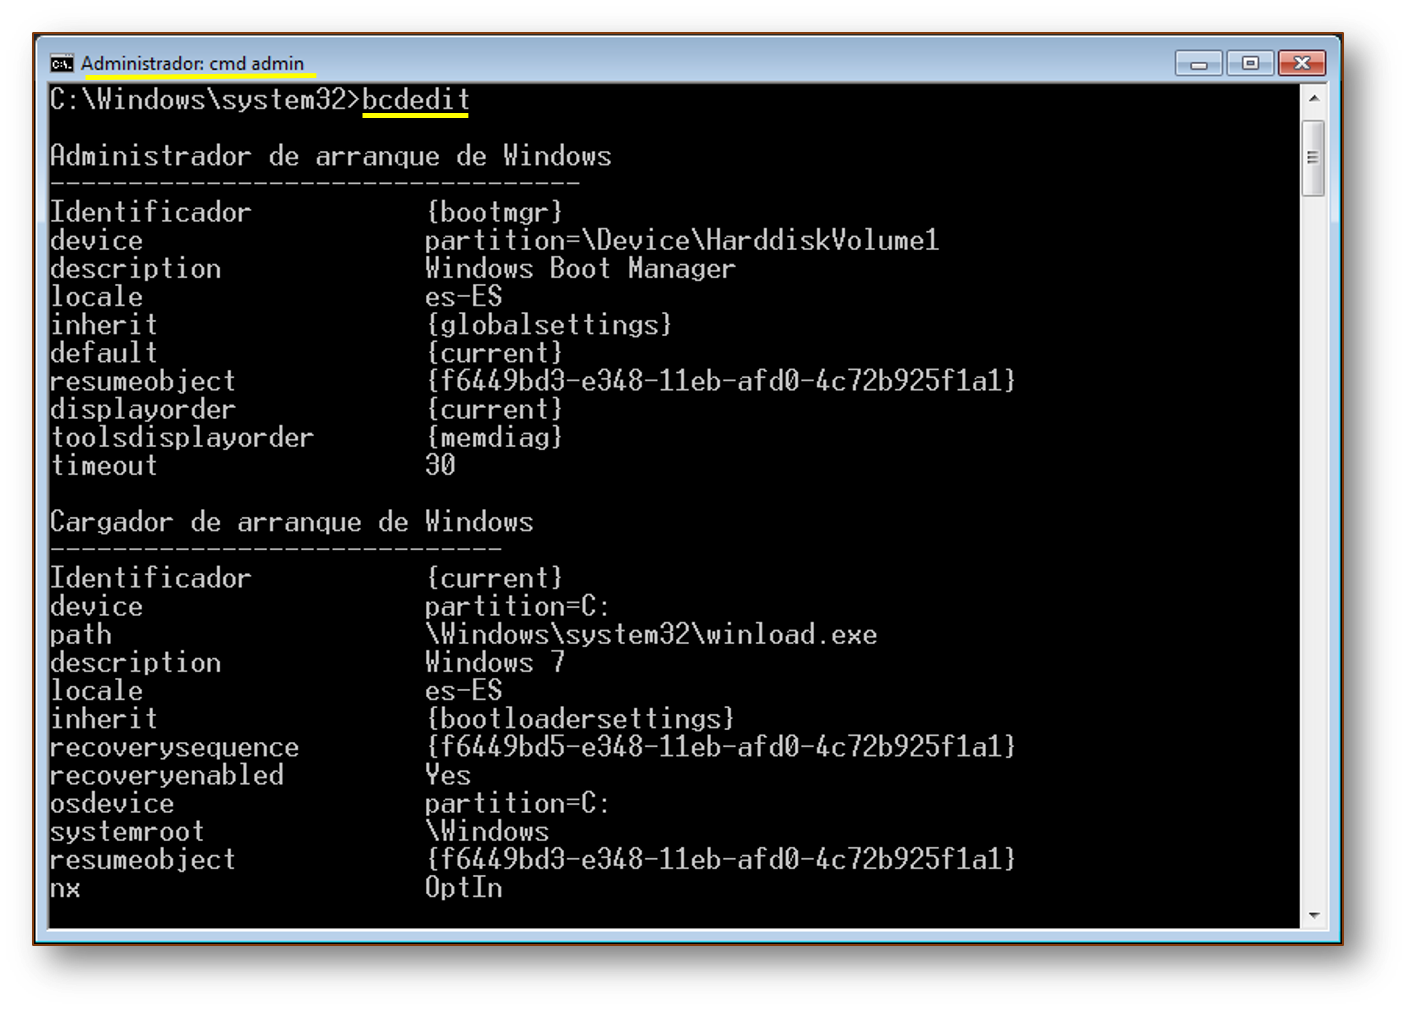 Administrador: cmd admin
C:\Windows\system32>bcdedit
Administrador de arranque de Windows
----------------------------------
Identificador {bootmgr}
device partition=\Device\HarddiskVolume1
description Windows Boot Manager
locale es-ES
inherit {globalsettings}
default {current}
resumeobject {f6449bd3-e348-11eb-afd0-4c72b925f1a1}
displayorder {current}
toolsdisplayorder {memdiag}
timeout 30
Cargador de arranque de Windows
-----------------------------
Identificador {current}
device partition=C:
path \Windows\system32\winload.exe
description Windows 7
locale es-ES
inherit {bootloadersettings}
recoverysequence {f6449bd5-e348-11eb-afd0-4c72b925f1a1}
recoveryenabled Yes
osdevice partition=C:
systemroot \Windows
resumeobject {f6449bd3-e348-11eb-afd0-4c72b925f1a1}
nx OptIn